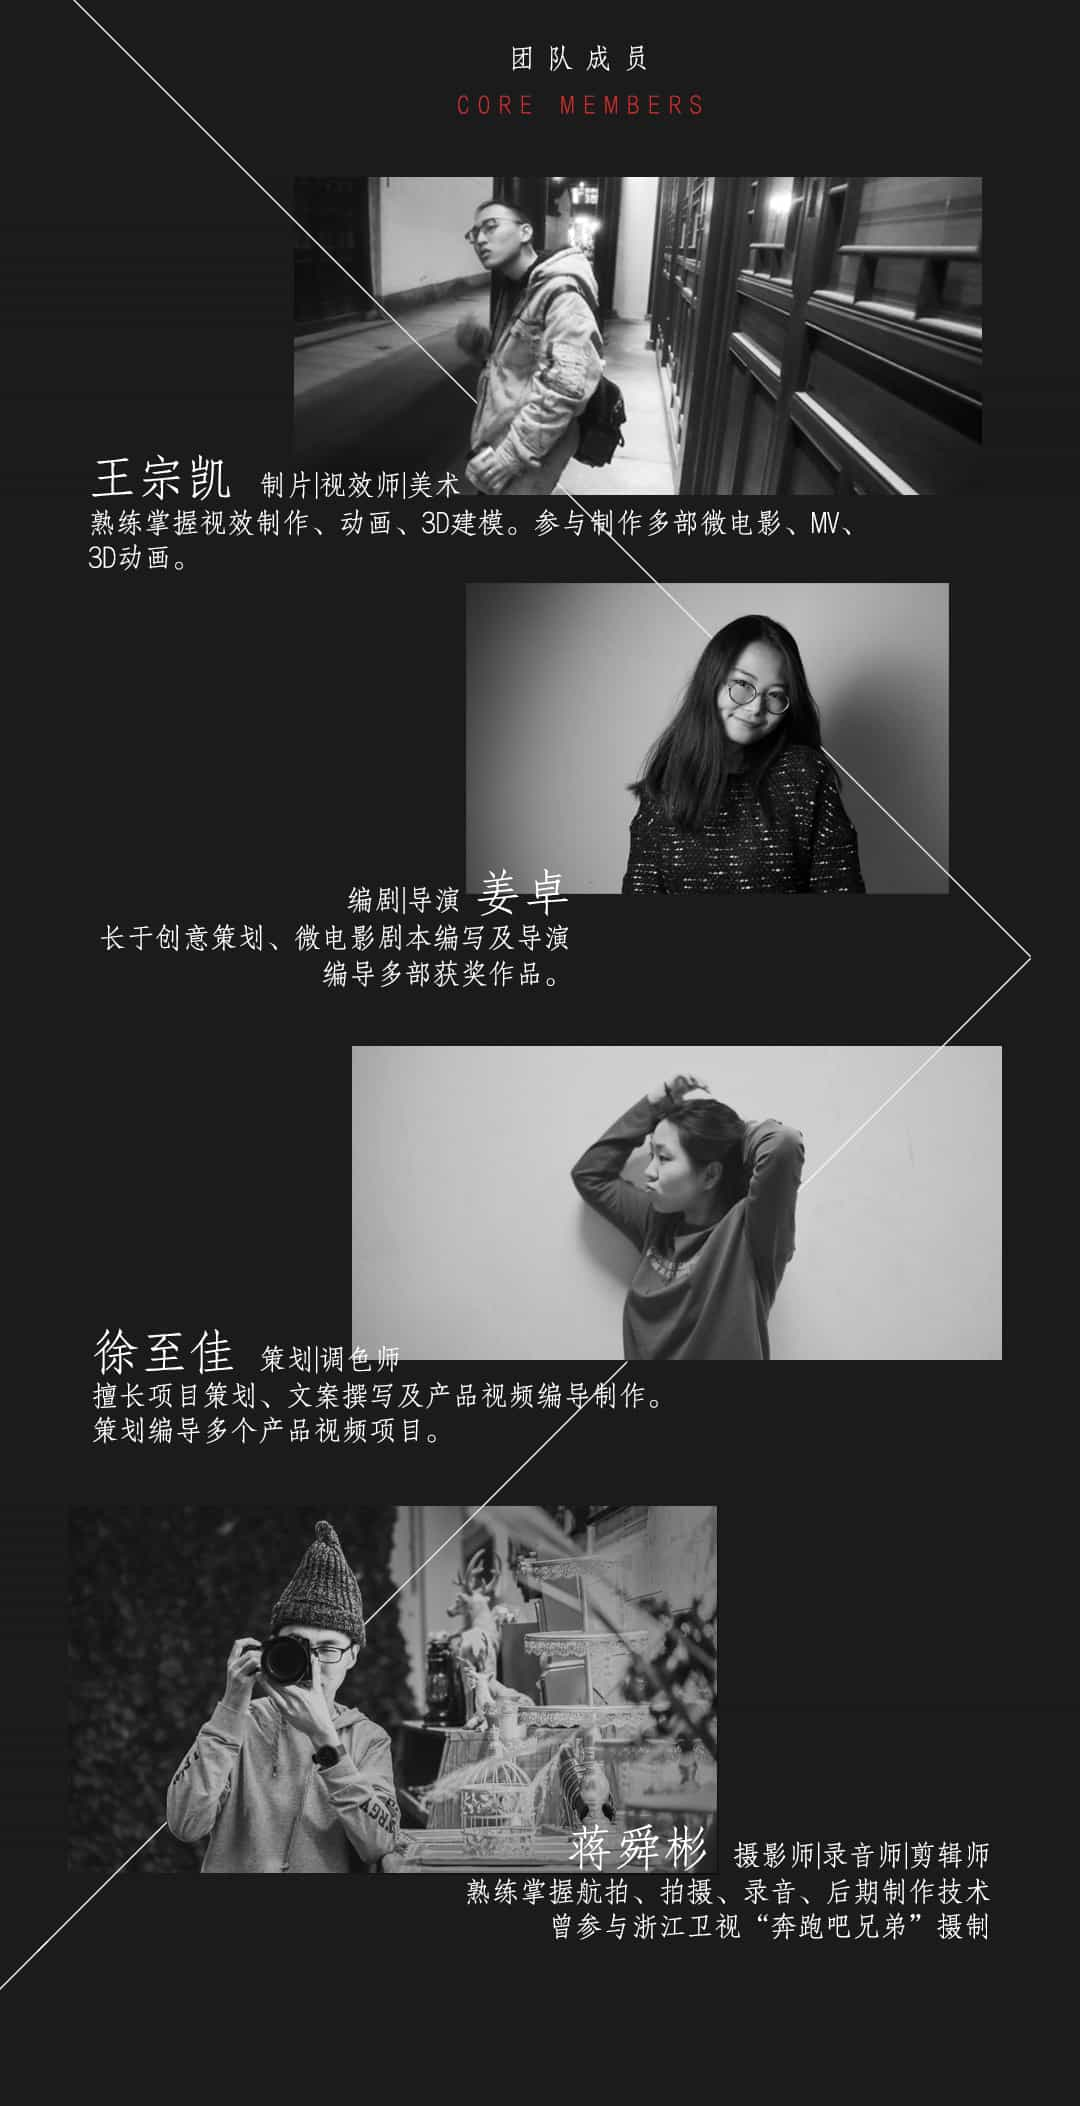 团队成员
CORE MEMBERS
王宗凯 制片|视效师|美术
熟练掌握视效制作、动画、3D建模。参与制作多部微电影、MV、
3D动画。
编剧|导演 姜卓
长于创意策划、微电影剧本编写及导演
编导多部获奖作品。
徐至佳 策划|调色师
擅长项目策划、文案撰写及产品视频编导制作。
策划编导多个产品视频项目。
蒋舜彬 摄影师|录音师|剪辑师
熟练掌握航拍、拍摄、录音、后期制作技术
曾参与浙江卫视“奔跑吧兄弟”摄制